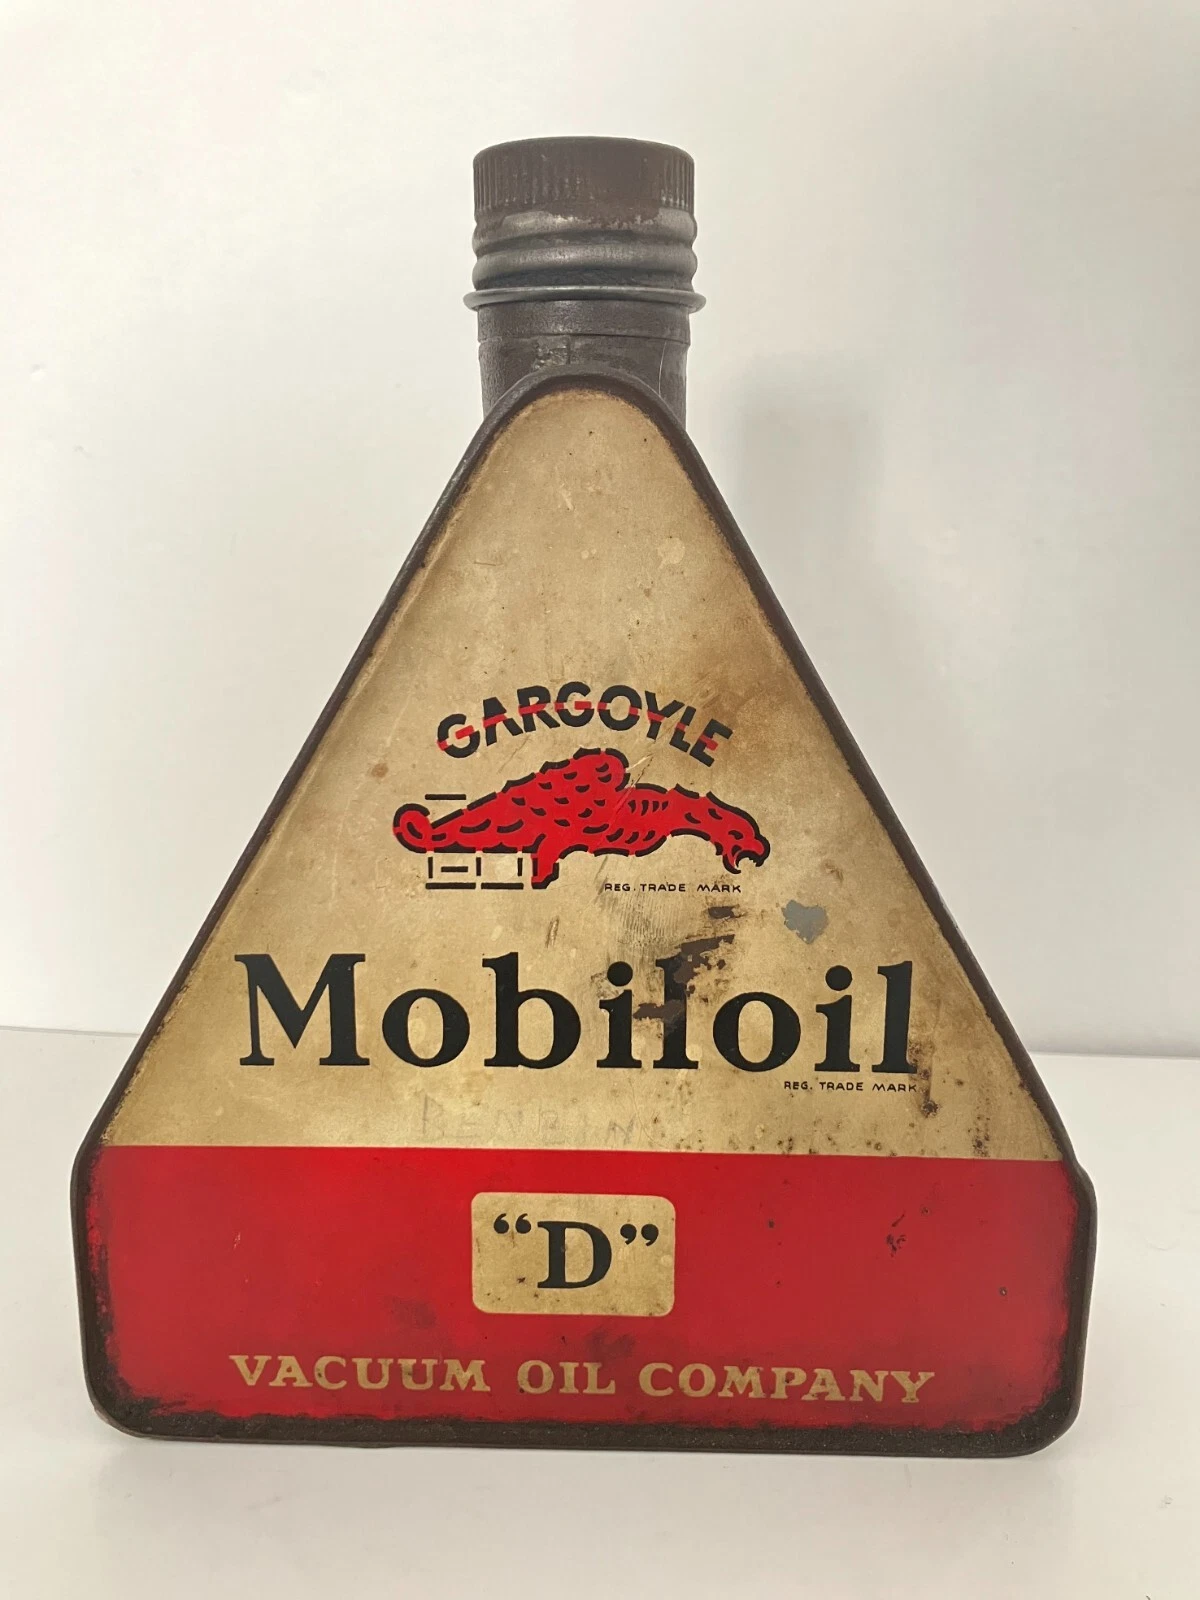 GARGOYLE
REG. TRADE MARK
Mobiloil
REG. TRADE MARK
"D"
VACUUM OIL COMPANY